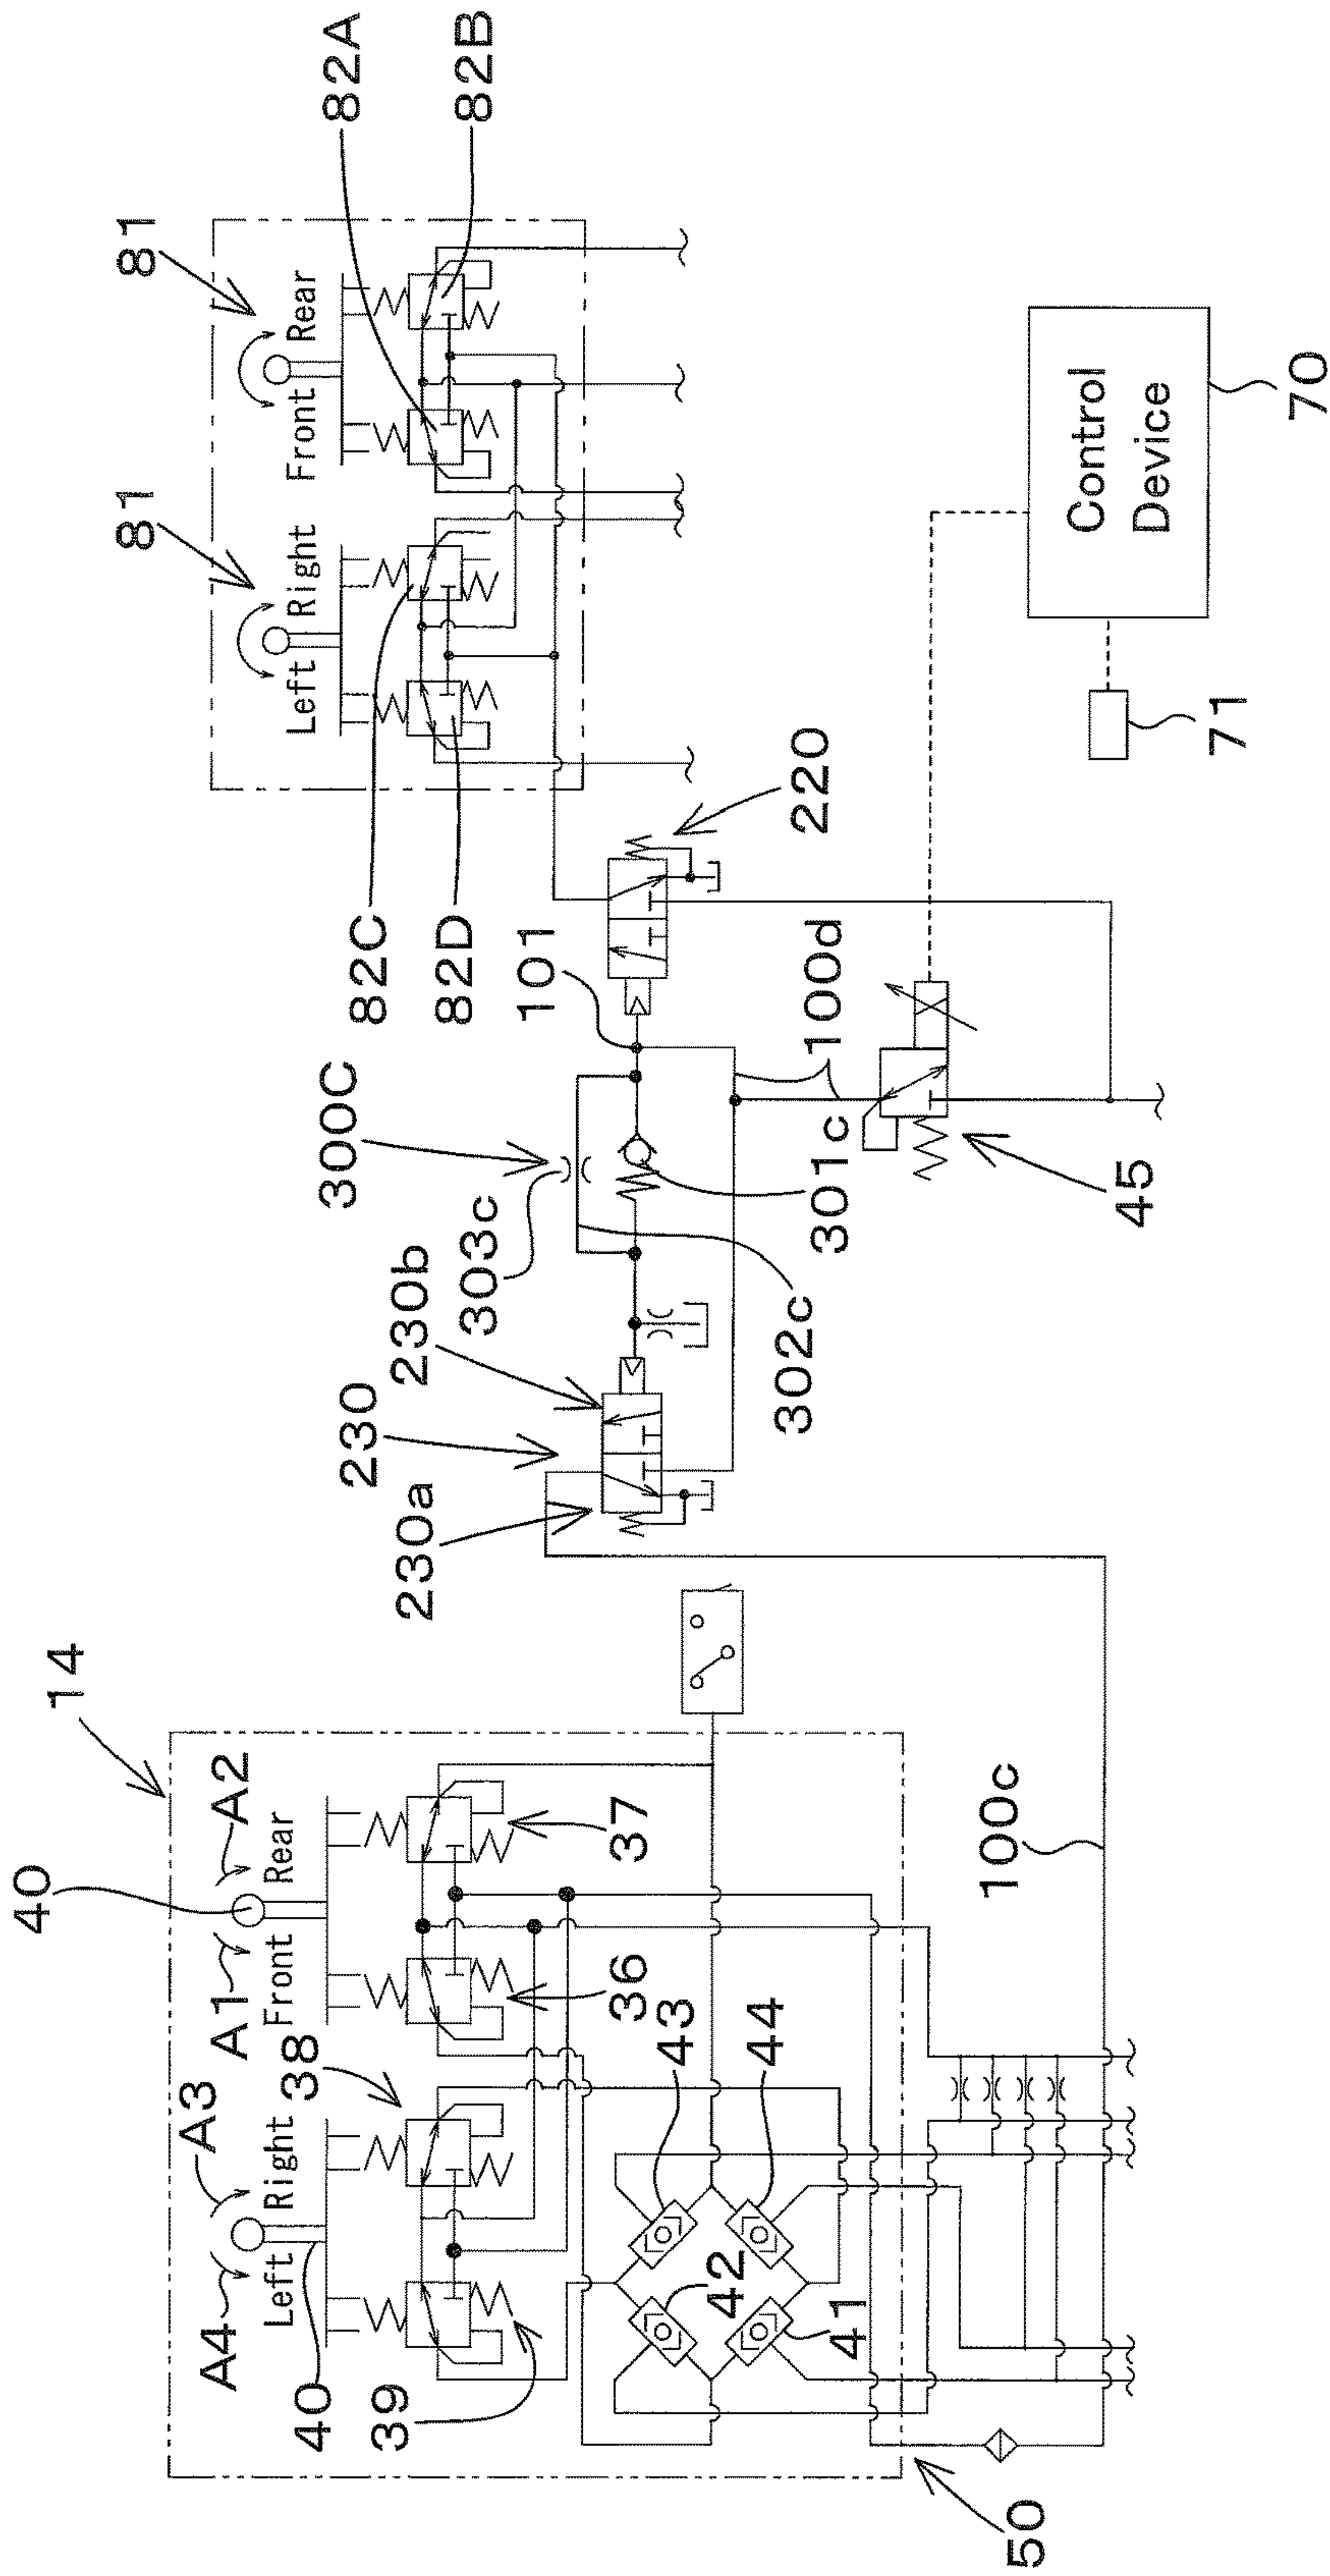 14
40
A1
A2
Front
Rear
A3
A4
Left
Right
40
38
39
36
37
43
44
42
41
50
100c
230
230a
230b
300C
303c
302c
301c
101
100d
45
220
82C
82D
81
Left
Right
81
Front
Rear
82A
82B
Control
Device
70
71